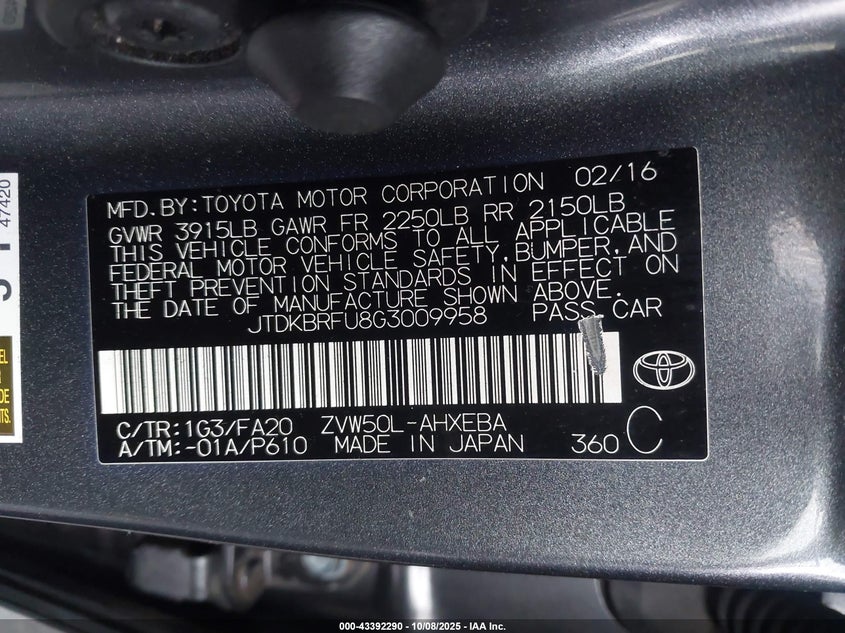 MFD.BY:TOYOTA MOTOR CORPORATION 02/16
GVWR 3915LB GAWR FR 2250LB RR 2150LB
THIS VEHICLE CONFORMS TO ALL APPLICABLE
FEDERAL MOTOR VEHICLE SAFETY,BUMPER,AND
THEFT PREVENTION STANDARDS IN EFFECT ON
THE DATE OF MANUFACTURE SHOWN ABOVE.
JTDKBRFU8G3009958 PASS.CAR
C/TR:1G3/FA20 ZVW50L-AHXEBA
A/TM:-01A/P610 MADE IN JAPAN 360 C
47420
000-43392290 - 10/08/2025 - IAA Inc.